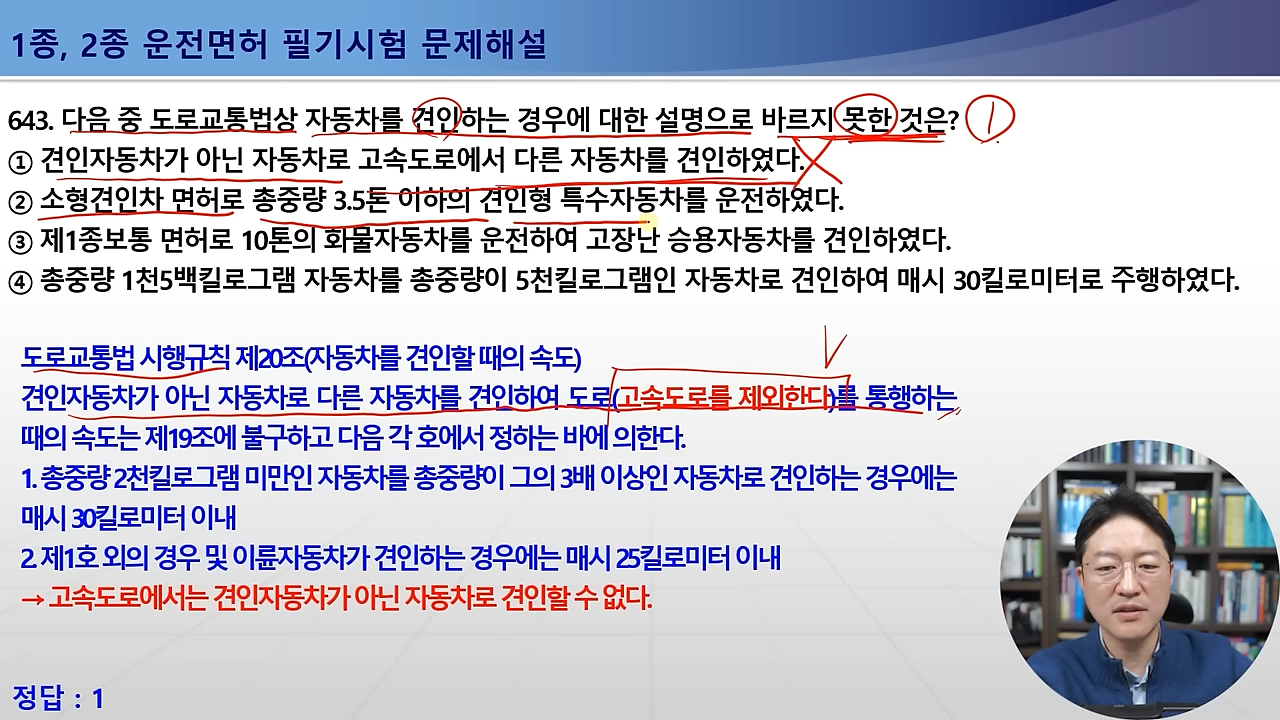 1종, 2종 운전면허 필기시험 문제해설
643. 다음 중 도로교통법상 자동차를 견인하는 경우에 대한 설명으로 바르지 못한 것은? ①
① 견인자동차가 아닌 자동차로 고속도로에서 다른 자동차를 견인하였다.
② 소형견인차 면허로 총중량 3.5톤 이하의 견인형 특수자동차를 운전하였다.
③ 제1종보통 면허로 10톤의 화물자동차를 운전하여 고장난 승용자동차를 견인하였다.
④ 총중량 1천5백킬로그램 자동차를 총중량이 5천킬로그램인 자동차로 견인하여 매시 30킬로미터로 주행하였다.
도로교통법 시행규칙 제20조(자동차를 견인할 때의 속도)
견인자동차가 아닌 자동차로 다른 자동차를 견인하여 도로(고속도로를 제외한다)를 통행하는
때의 속도는 제19조에 불구하고 다음 각 호에서 정하는 바에 의한다.
1. 총중량 2천킬로그램 미만인 자동차를 총중량이 그의 3배 이상인 자동차로 견인하는 경우에는
매시 30킬로미터 이내
2. 제1호 외의 경우 및 이륜자동차가 견인하는 경우에는 매시 25킬로미터 이내
→ 고속도로에서는 견인자동차가 아닌 자동차로 견인할 수 없다.
정답 : 1